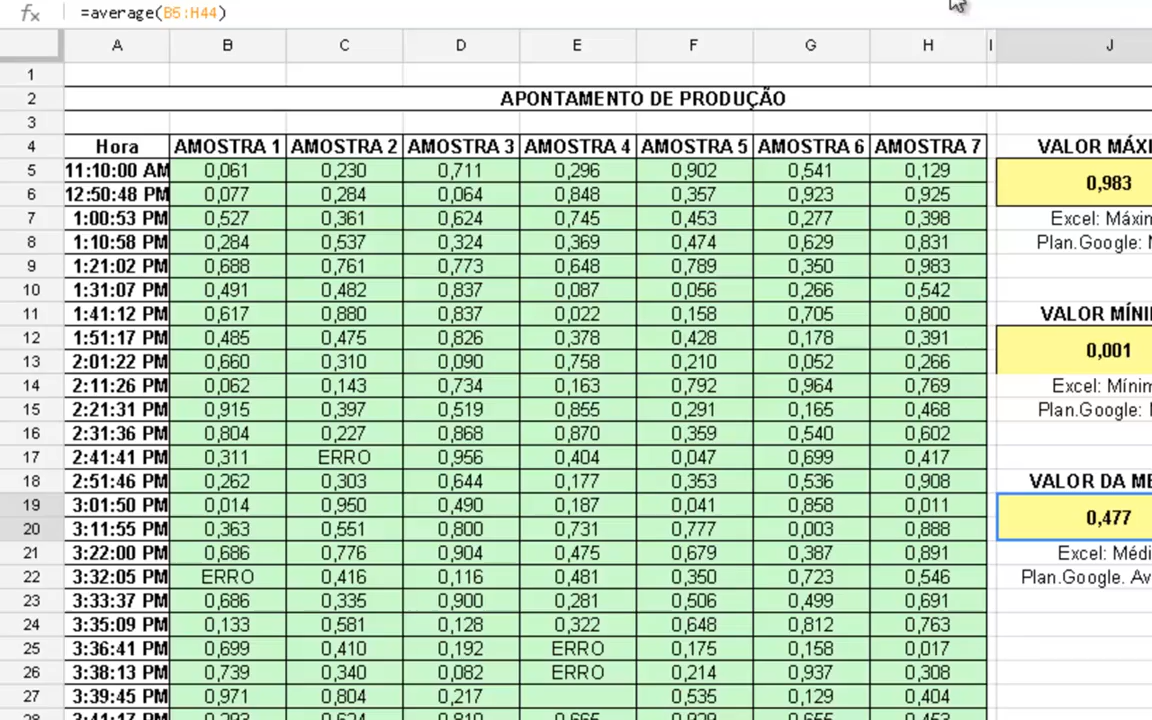 fx =average(B5:H44)
A B C D E F G H I J
1
2 APONTAMENTO DE PRODUÇÃO
3
4 Hora AMOSTRA 1 AMOSTRA 2 AMOSTRA 3 AMOSTRA 4 AMOSTRA 5 AMOSTRA 6 AMOSTRA 7 VALOR MÁXI
5 11:10:00 AM 0,061 0,230 0,711 0,296 0,902 0,541 0,129
0,983
6 12:50:48 PM 0,077 0,284 0,064 0,848 0,357 0,923 0,925
7 1:00:53 PM 0,527 0,361 0,624 0,745 0,453 0,277 0,398 Excel: Máxin
8 1:10:58 PM 0,284 0,537 0,324 0,369 0,474 0,629 0,831 Plan.Google:
9 1:21:02 PM 0,688 0,761 0,773 0,648 0,789 0,350 0,983
10 1:31:07 PM 0,491 0,482 0,837 0,087 0,056 0,266 0,542
11 1:41:12 PM 0,617 0,880 0,837 0,022 0,158 0,705 0,800 VALOR MÍNI
12 1:51:17 PM 0,485 0,475 0,826 0,378 0,428 0,178 0,391
0,001
13 2:01:22 PM 0,660 0,310 0,090 0,758 0,210 0,052 0,266
14 2:11:26 PM 0,062 0,143 0,734 0,163 0,792 0,964 0,769 Excel: Mínim
15 2:21:31 PM 0,915 0,397 0,519 0,855 0,291 0,165 0,468 Plan.Google:
16 2:31:36 PM 0,804 0,227 0,868 0,870 0,359 0,540 0,602
17 2:41:41 PM 0,311 ERRO 0,956 0,404 0,047 0,699 0,417
18 2:51:46 PM 0,262 0,303 0,644 0,177 0,353 0,536 0,908 VALOR DA ME
19 3:01:50 PM 0,014 0,950 0,490 0,187 0,041 0,858 0,011
0,477
20 3:11:55 PM 0,363 0,551 0,800 0,731 0,777 0,003 0,888
21 3:22:00 PM 0,686 0,776 0,904 0,475 0,679 0,387 0,891 Excel: Médi
22 3:32:05 PM ERRO 0,416 0,116 0,481 0,350 0,723 0,546 Plan.Google. Av
23 3:33:37 PM 0,686 0,335 0,900 0,281 0,506 0,499 0,691
24 3:35:09 PM 0,133 0,581 0,128 0,322 0,648 0,812 0,763
25 3:36:41 PM 0,699 0,410 0,192 ERRO 0,175 0,158 0,017
26 3:38:13 PM 0,739 0,340 0,082 ERRO 0,214 0,937 0,308
27 3:39:45 PM 0,971 0,804 0,217 0,535 0,129 0,404
28 3:41:17 PM